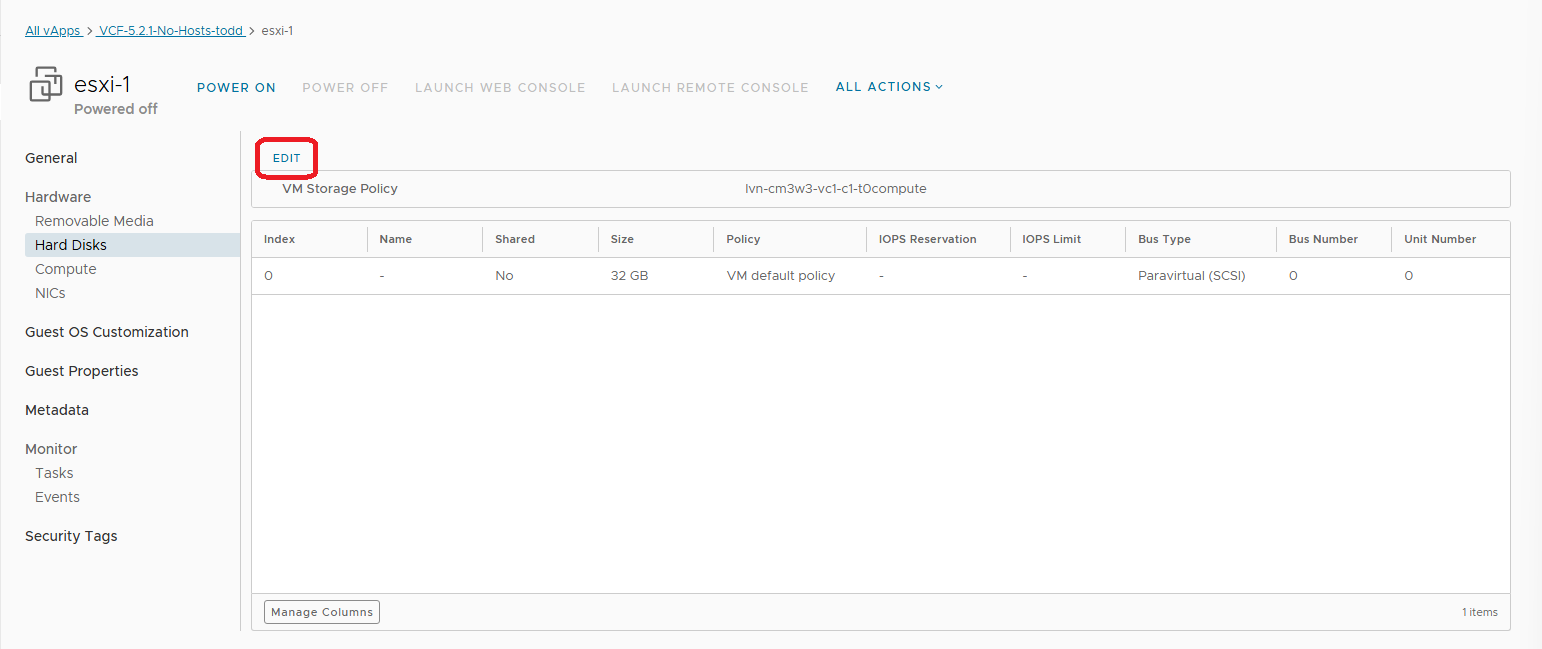 All vApps > VCF-5.2.1-No-Hosts-todd > esxi-1
esxi-1
Powered off
POWER ON POWER OFF LAUNCH WEB CONSOLE LAUNCH REMOTE CONSOLE ALL ACTIONS
General
Hardware
Removable Media
Hard Disks
Compute
NICs
Guest OS Customization
Guest Properties
Metadata
Monitor
Tasks
Events
Security Tags
EDIT
VM Storage Policy lvn-cm3w3-vc1-c1-t0compute
Index Name Shared Size Policy IOPS Reservation IOPS Limit Bus Type Bus Number Unit Number
0 - No 32 GB VM default policy - - Paravirtual (SCSI) 0 0
Manage Columns 1 items